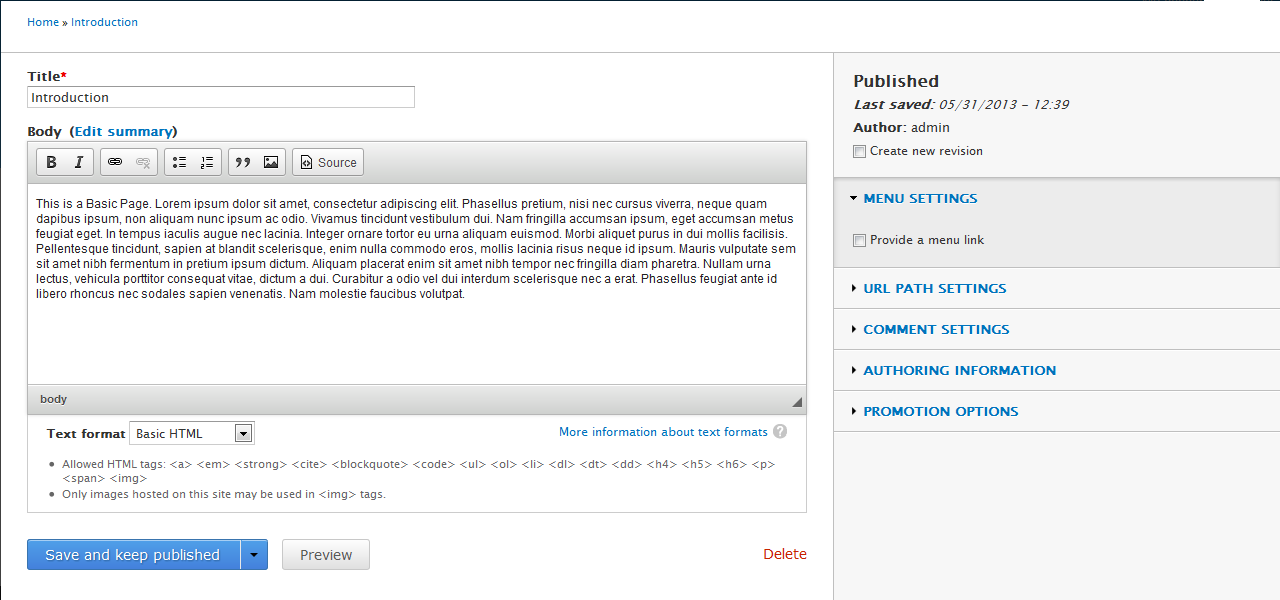 Home » Introduction
Title*
Introduction
Body (Edit summary)
B I Source
This is a Basic Page. Lorem ipsum dolor sit amet, consectetur adipiscing elit. Phasellus pretium, nisi nec cursus viverra, neque quam
dapibus ipsum, non aliquam nunc ipsum ac odio. Vivamus tincidunt vestibulum dui. Nam fringilla accumsan ipsum, eget accumsan metus
feugiat eget. In tempus iaculis augue nec lacinia. Integer ornare tortor eu urna aliquam euismod. Morbi aliquet purus in dui mollis facilisis.
Pellentesque tincidunt, sapien at blandit scelerisque, enim nulla commodo eros, mollis lacinia risus neque id ipsum. Mauris vulputate sem
sit amet nibh fermentum in pretium ipsum dictum. Aliquam placerat enim sit amet nibh tempor nec fringilla diam pharetra. Nullam urna
lectus, vehicula porttitor consequat vitae, dictum a dui. Curabitur a odio vel dui interdum scelerisque nec a erat. Phasellus feugiat ante id
libero rhoncus nec sodales sapien venenatis. Nam molestie faucibus volutpat.
body
Text format Basic HTML
More information about text formats ?
• Allowed HTML tags: <a> <em> <strong> <cite> <blockquote> <code> <ul> <ol> <li> <dl> <dt> <dd> <h4> <h5> <h6> <p>
<span> <img>
• Only images hosted on this site may be used in <img> tags.
Save and keep published
Preview
Delete
Published
Last saved: 05/31/2013 - 12:39
Author: admin
Create new revision
MENU SETTINGS
Provide a menu link
URL PATH SETTINGS
COMMENT SETTINGS
AUTHORING INFORMATION
PROMOTION OPTIONS